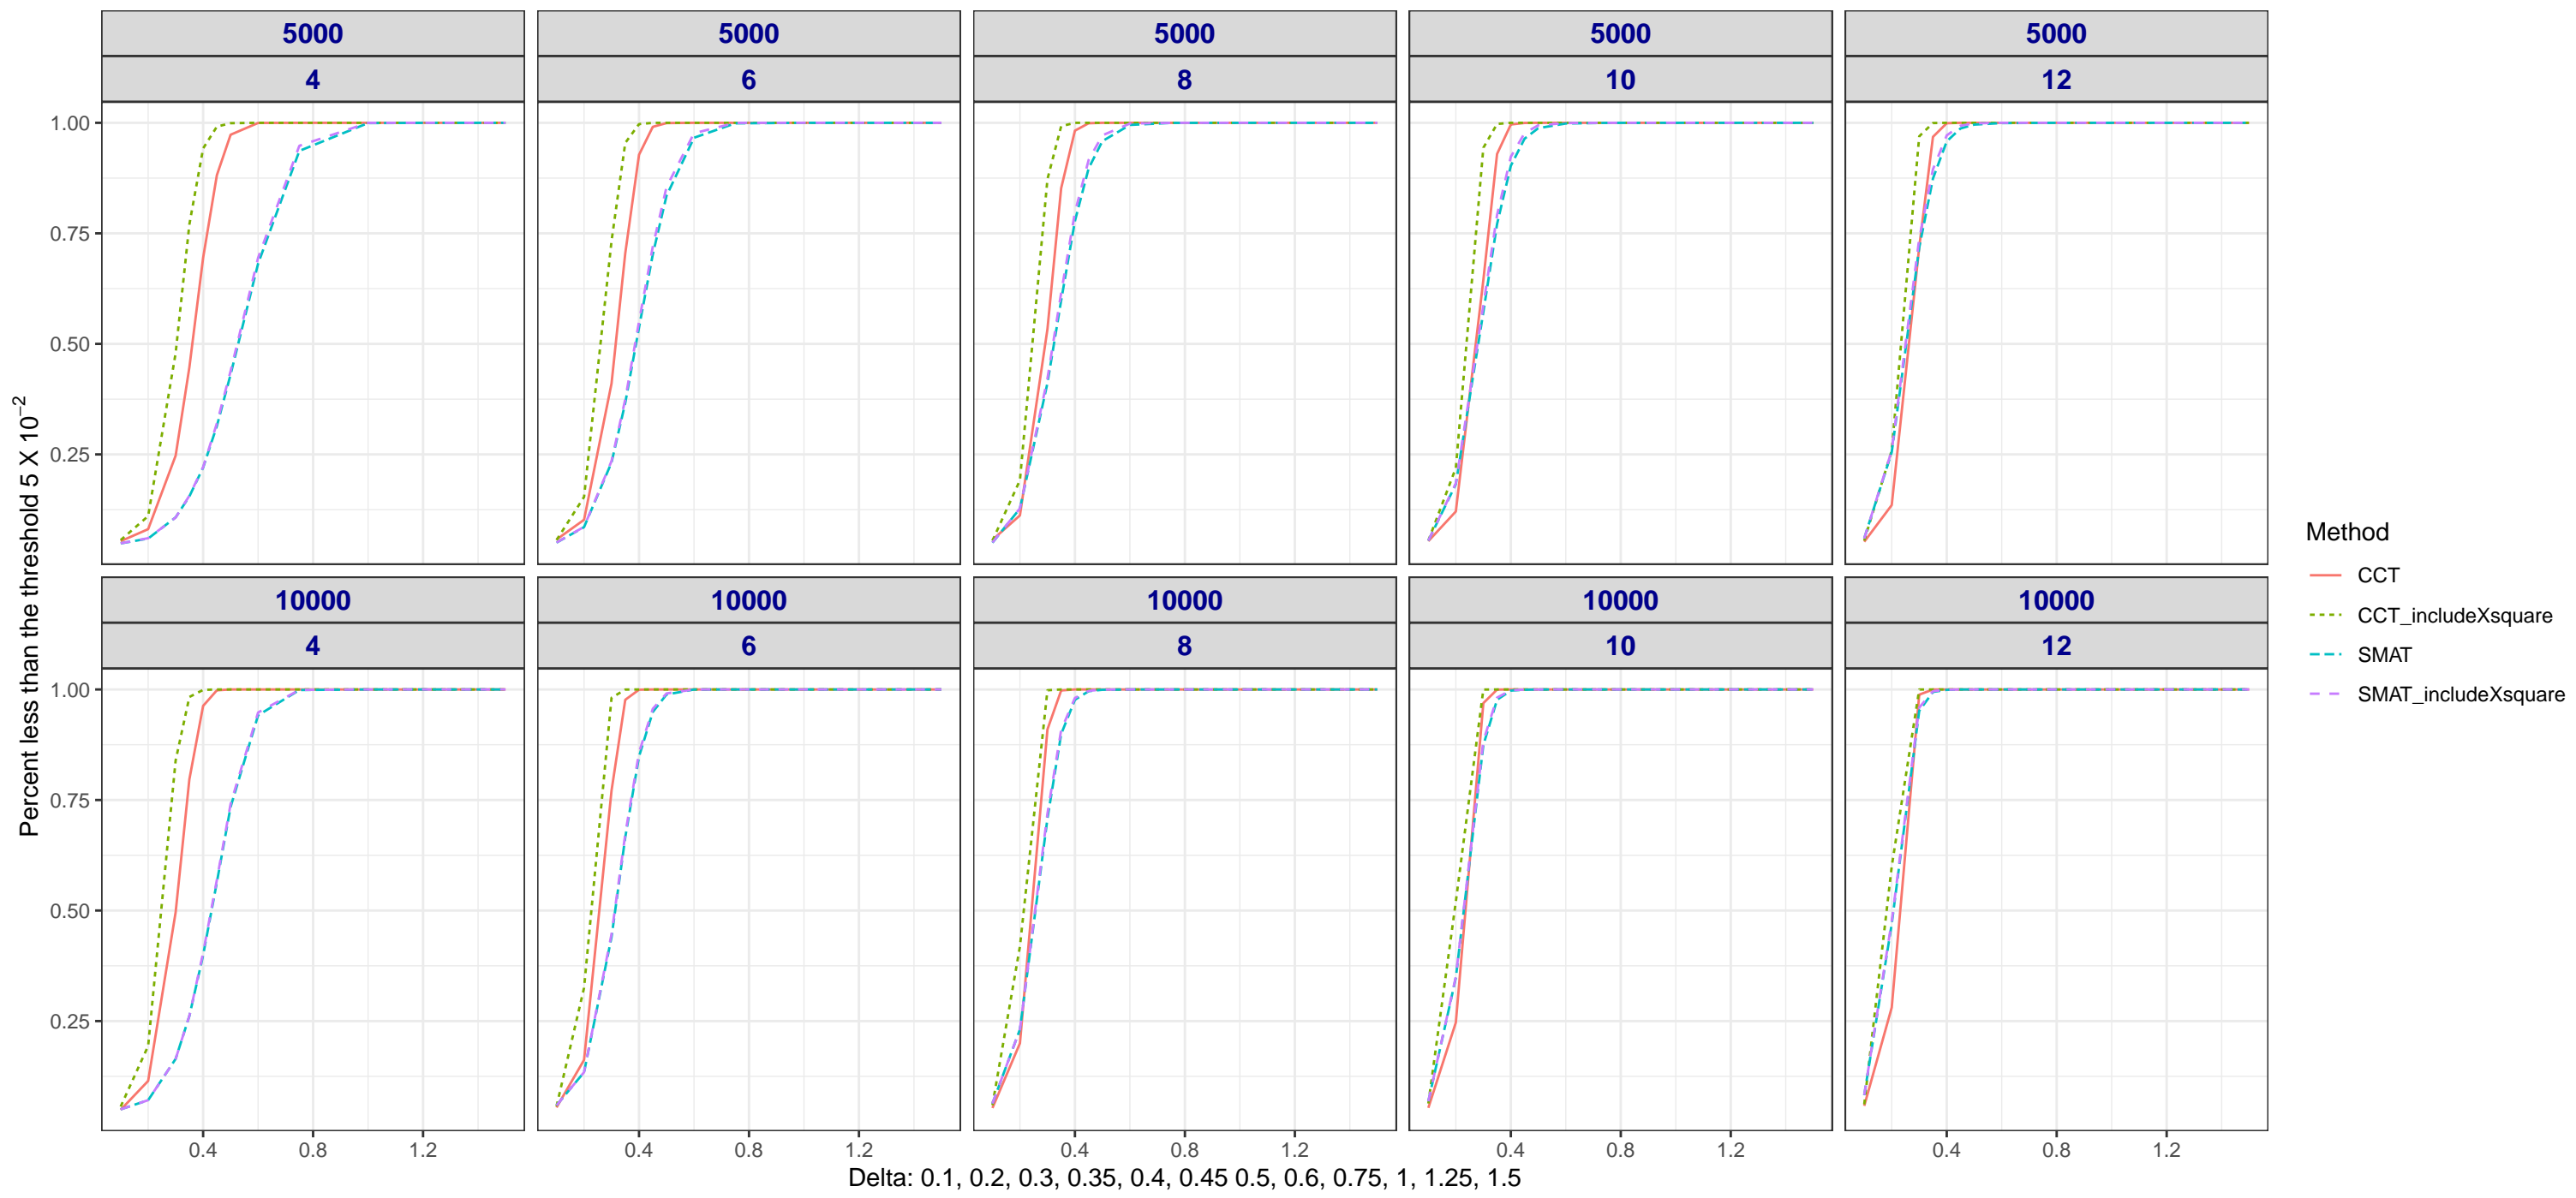 5000 5000 5000 5000 5000
4 6 8 10 12
1.00
0.75
0.50
0.25
Percent less than the threshold 5 X 10⁻²
10000 10000 10000 10000 10000
4 6 8 10 12
1.00
0.75
0.50
0.25
0.4 0.8 1.2 0.4 0.8 1.2 0.4 0.8 1.2 0.4 0.8 1.2 0.4 0.8 1.2
Delta: 0.1, 0.2, 0.3, 0.35, 0.4, 0.45 0.5, 0.6, 0.75, 1, 1.25, 1.5
Method
CCT
CCT_includeXsquare
SMAT
SMAT_includeXsquare